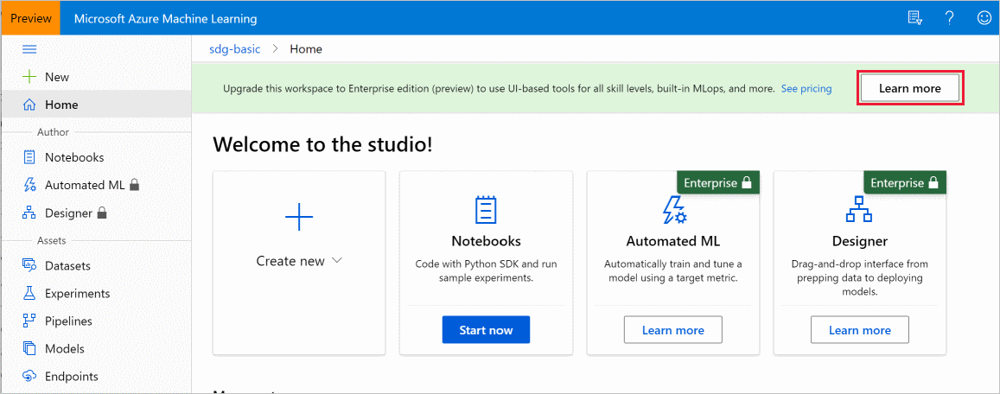 Preview
Microsoft Azure Machine Learning
sdg-basic > Home
New
Home
Author
Notebooks
Automated ML
Designer
Assets
Datasets
Experiments
Pipelines
Models
Endpoints
Upgrade this workspace to Enterprise edition (preview) to use UI-based tools for all skill levels, built-in MLops, and more. See pricing
Learn more
Welcome to the studio!
Create new
Notebooks
Code with Python SDK and run
sample experiments.
Start now
Enterprise
Automated ML
Automatically train and tune a
model using a target metric.
Learn more
Enterprise
Designer
Drag-and-drop interface from
prepping data to deploying
models.
Learn more